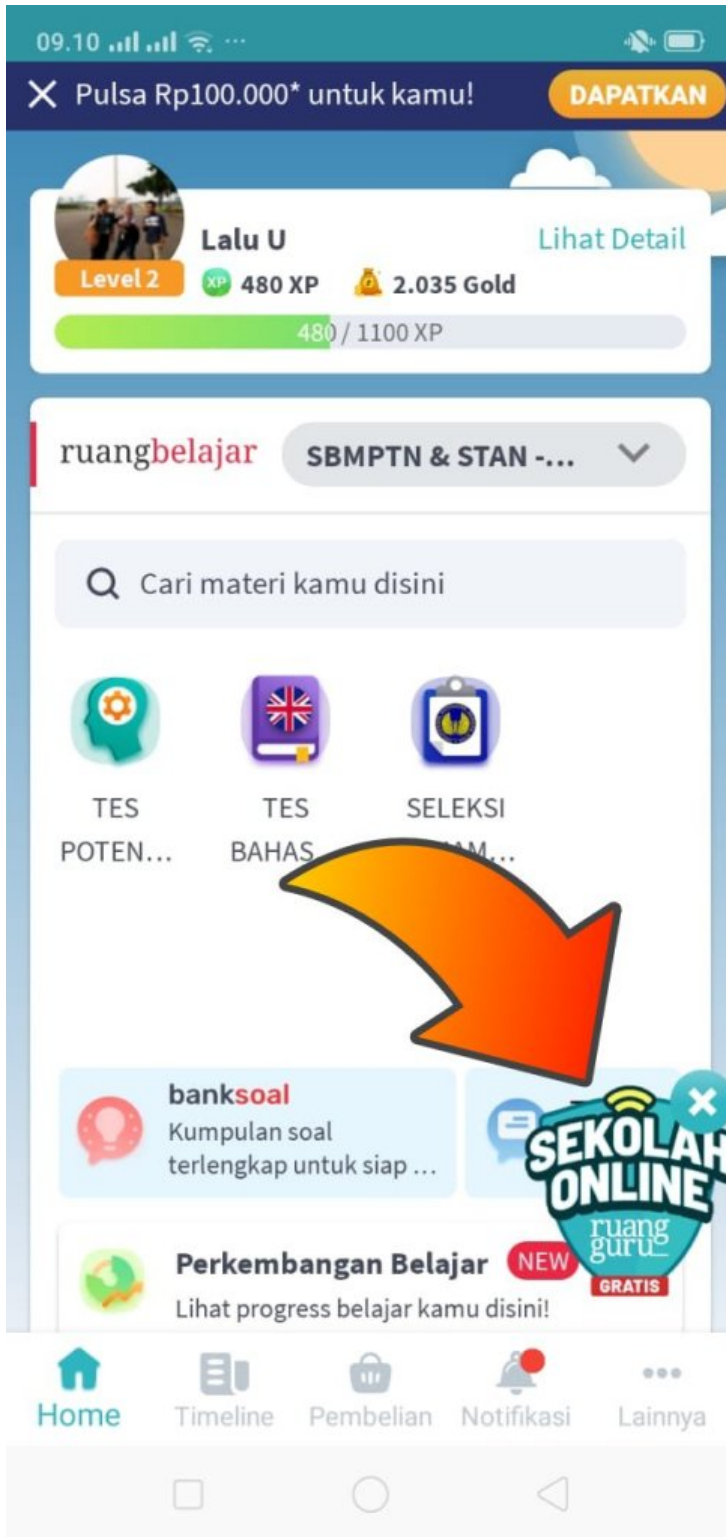 09.10
Pulsa Rp100.000* untuk kamu!
DAPATKAN
Lalu U
Lihat Detail
Level 2
XP 480 XP
2.035 Gold
480 / 1100 XP
ruangbelajar
SBMPTN & STAN -...
Cari materi kamu disini
TES
POTEN...
TES
BAHAS
SELEKSI
banksoal
Kumpulan soal
terlengkap untuk siap ...
SEKOLAH
ONLINE
ruang
guru
GRATIS
Perkembangan Belajar
NEW
Lihat progress belajar kamu disini!
Home
Timeline
Pembelian
Notifikasi
Lainnya